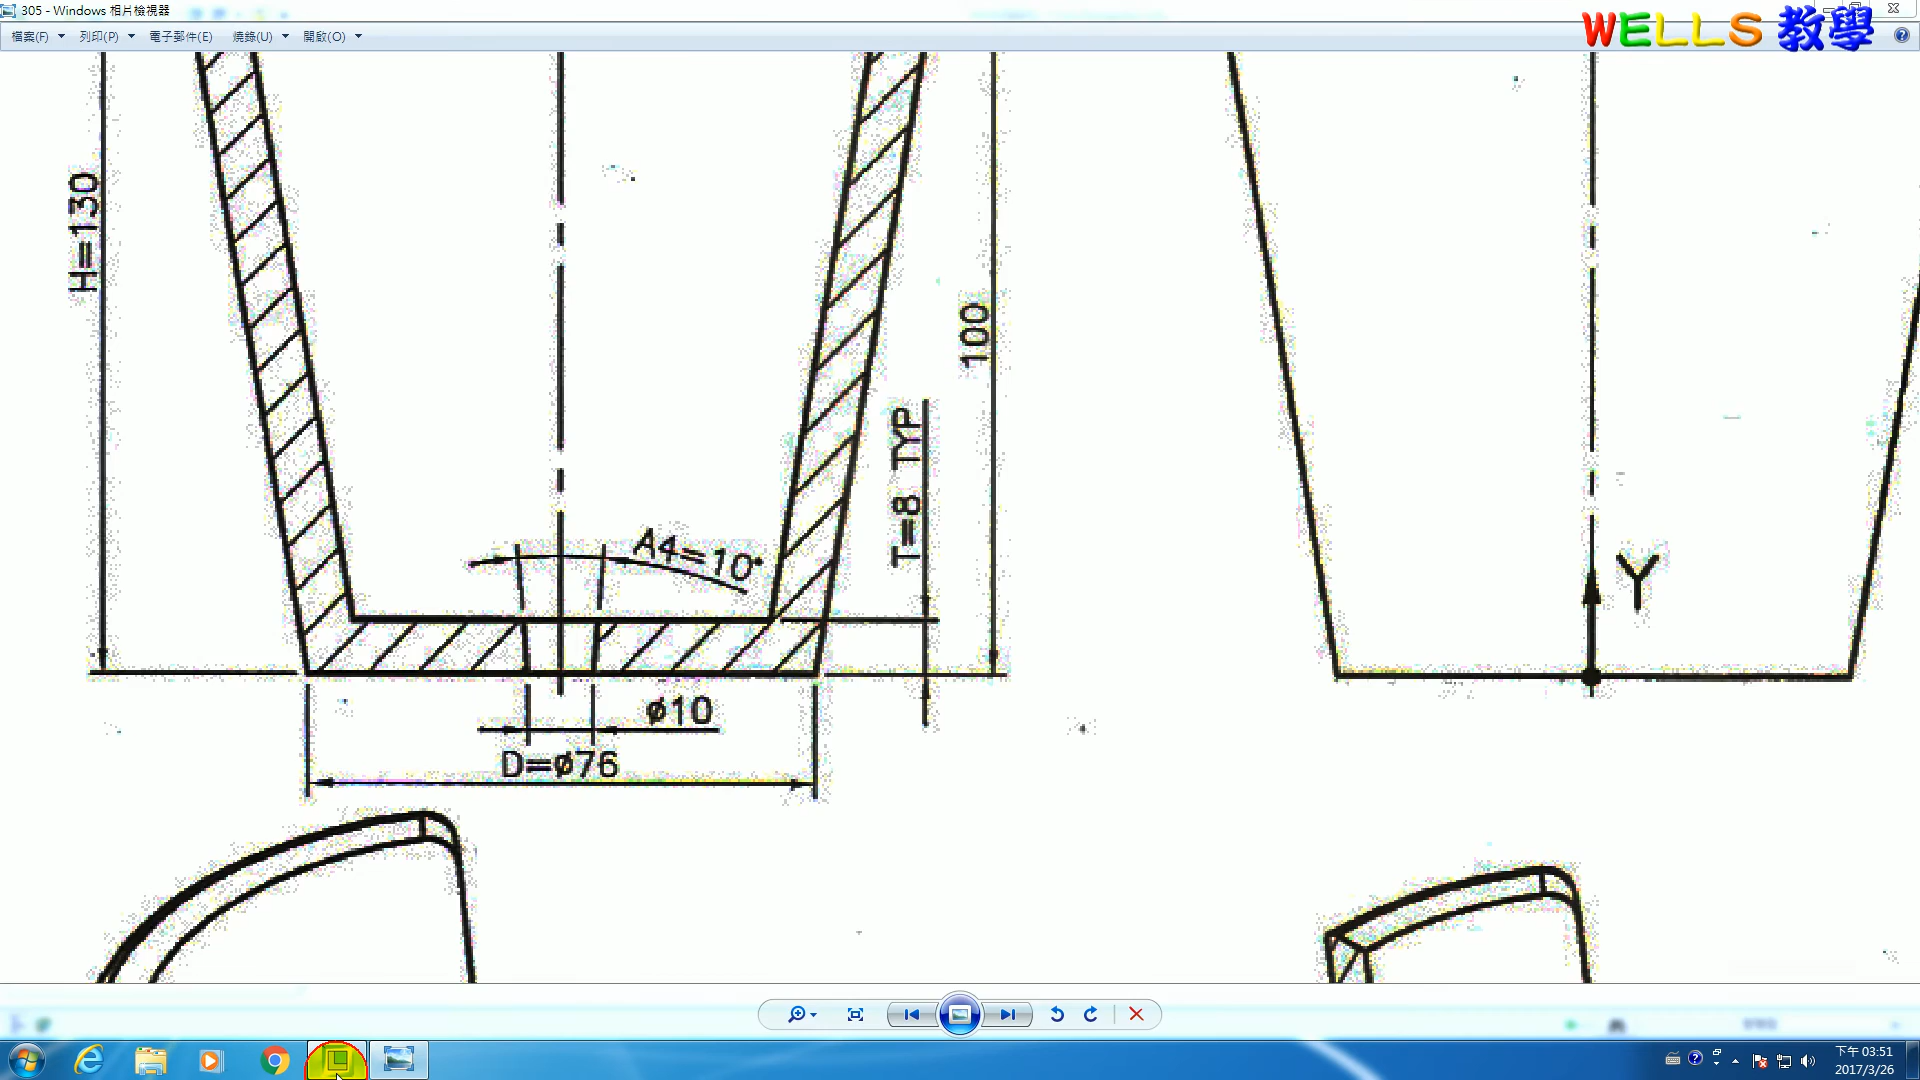 305 - Windows 相片檢視器
檔案(F) 列印(P) 電子郵件(E) 燒錄(U) 開啟(O)
WELLS 教學
H=130
100
T=8 TYP
A4=10°
Y
ø10
D=ø76
下午 03:51
2017/3/26